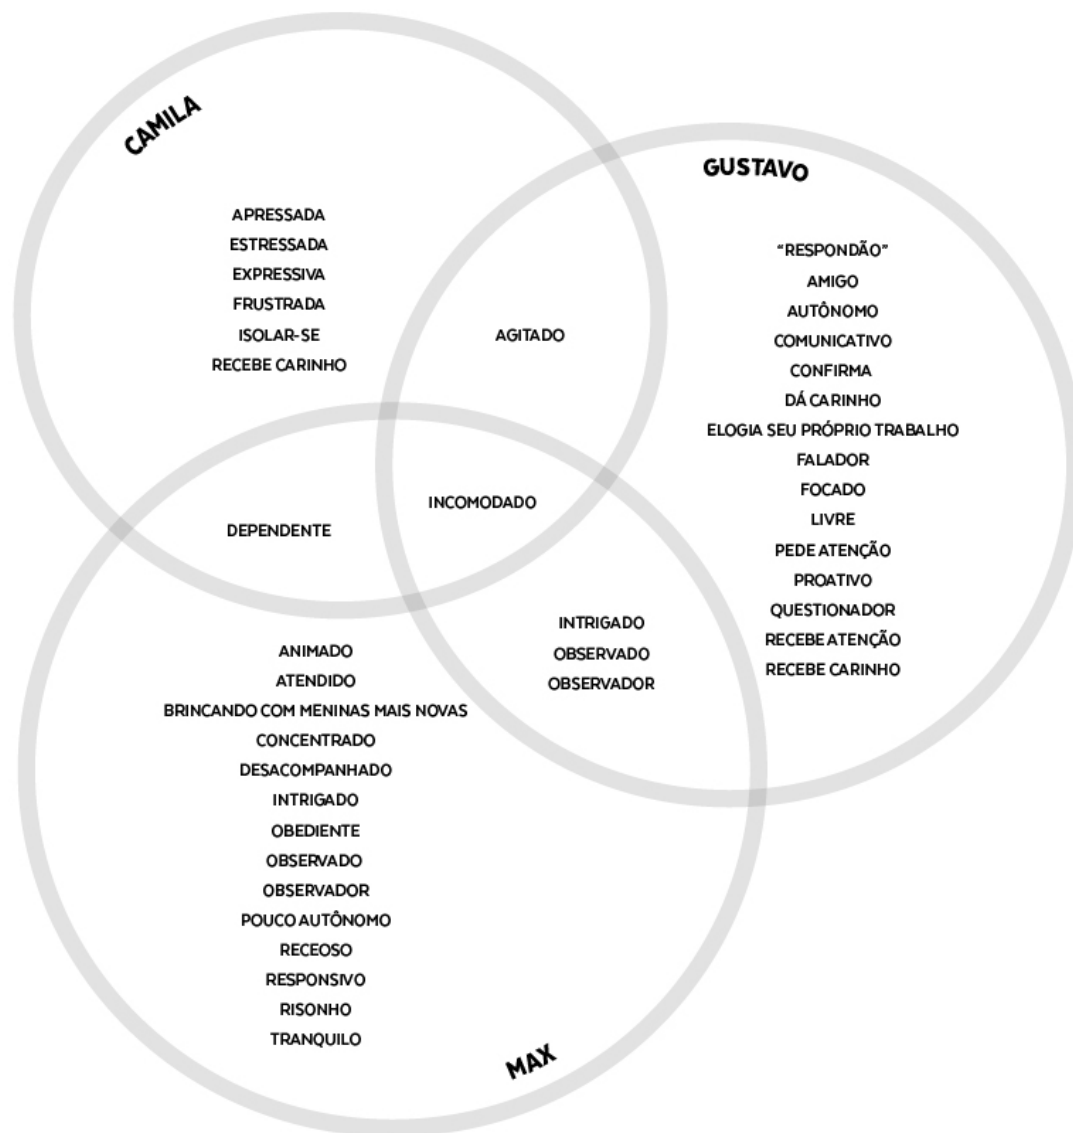 CAMILA
APRESSADA
ESTRESSADA
EXPRESSIVA
FRUSTRADA
ISOLAR-SE
RECEBE CARINHO
AGITADO
GUSTAVO
“RESPONDÃO”
AMIGO
AUTÔNOMO
COMUNICATIVO
CONFIRMA
DÁ CARINHO
ELOGIA SEU PRÓPRIO TRABALHO
FALADOR
FOCADO
LIVRE
PEDE ATENÇÃO
PROATIVO
QUESTIONADOR
RECEBE ATENÇÃO
RECEBE CARINHO
INCOMODADO
DEPENDENTE
INTRIGADO
OBSERVADO
OBSERVADOR
ANIMADO
ATENDIDO
BRINCANDO COM MENINAS MAIS NOVAS
CONCENTRADO
DESACOMPANHADO
INTRIGADO
OBEDIENTE
OBSERVADO
OBSERVADOR
POUCO AUTÔNOMO
RECEOSO
RESPONSIVO
RISONHO
TRANQUILO
MAX